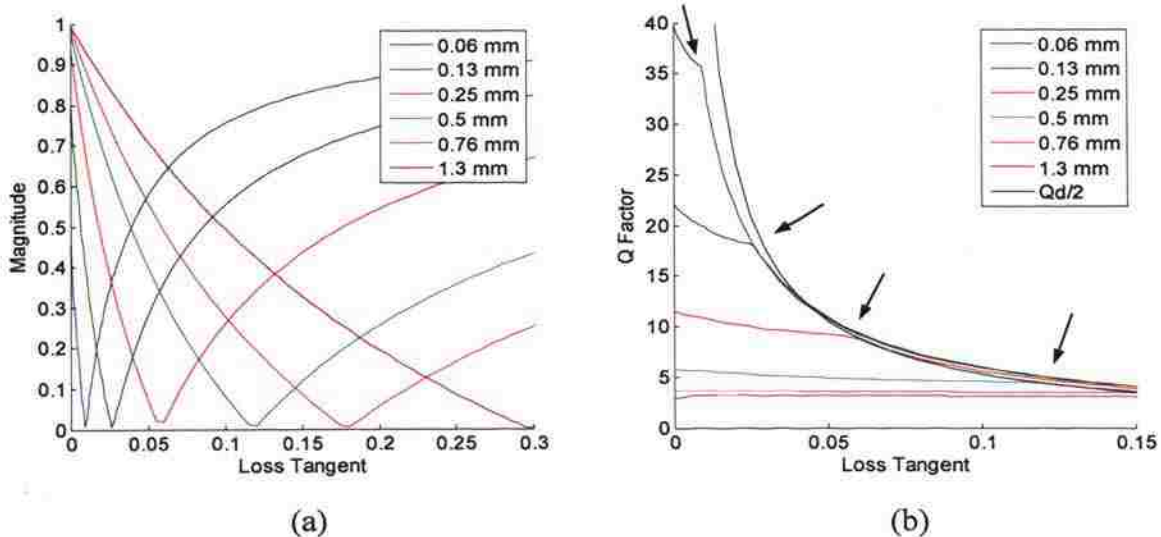 1
0.9
0.8
0.7
0.6
0.5
0.4
0.3
0.2
0.1
0
Magnitude
0 0.05 0.1 0.15 0.2 0.25 0.3
Loss Tangent
0.06 mm
0.13 mm
0.25 mm
0.5 mm
0.76 mm
1.3 mm
(a)
40
35
30
25
20
15
10
5
0
Q Factor
0 0.05 0.1 0.15
Loss Tangent
0.06 mm
0.13 mm
0.25 mm
0.5 mm
0.76 mm
1.3 mm
Qd/2
(b)